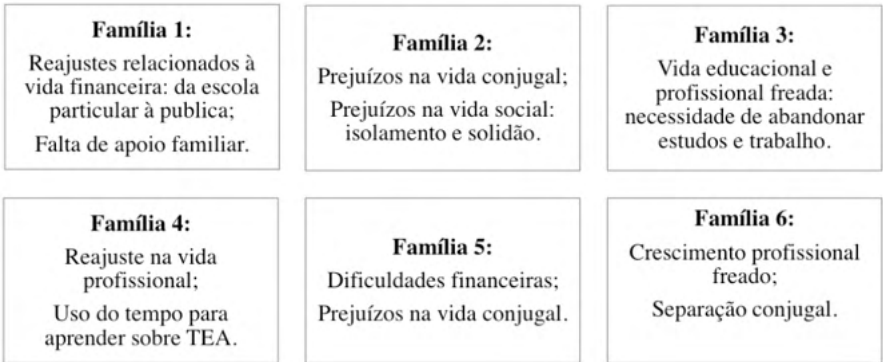 Família 1:
Reajustes relacionados à
vida financeira: da escola
particular à publica;
Falta de apoio familiar.
Família 2:
Prejuízos na vida conjugal;
Prejuízos na vida social:
isolamento e solidão.
Família 3:
Vida educacional e
profissional freada:
necessidade de abandonar
estudos e trabalho.
Família 4:
Reajuste na vida
profissional;
Uso do tempo para
aprender sobre TEA.
Família 5:
Dificuldades financeiras;
Prejuízos na vida conjugal.
Família 6:
Crescimento profissional
freado;
Separação conjugal.